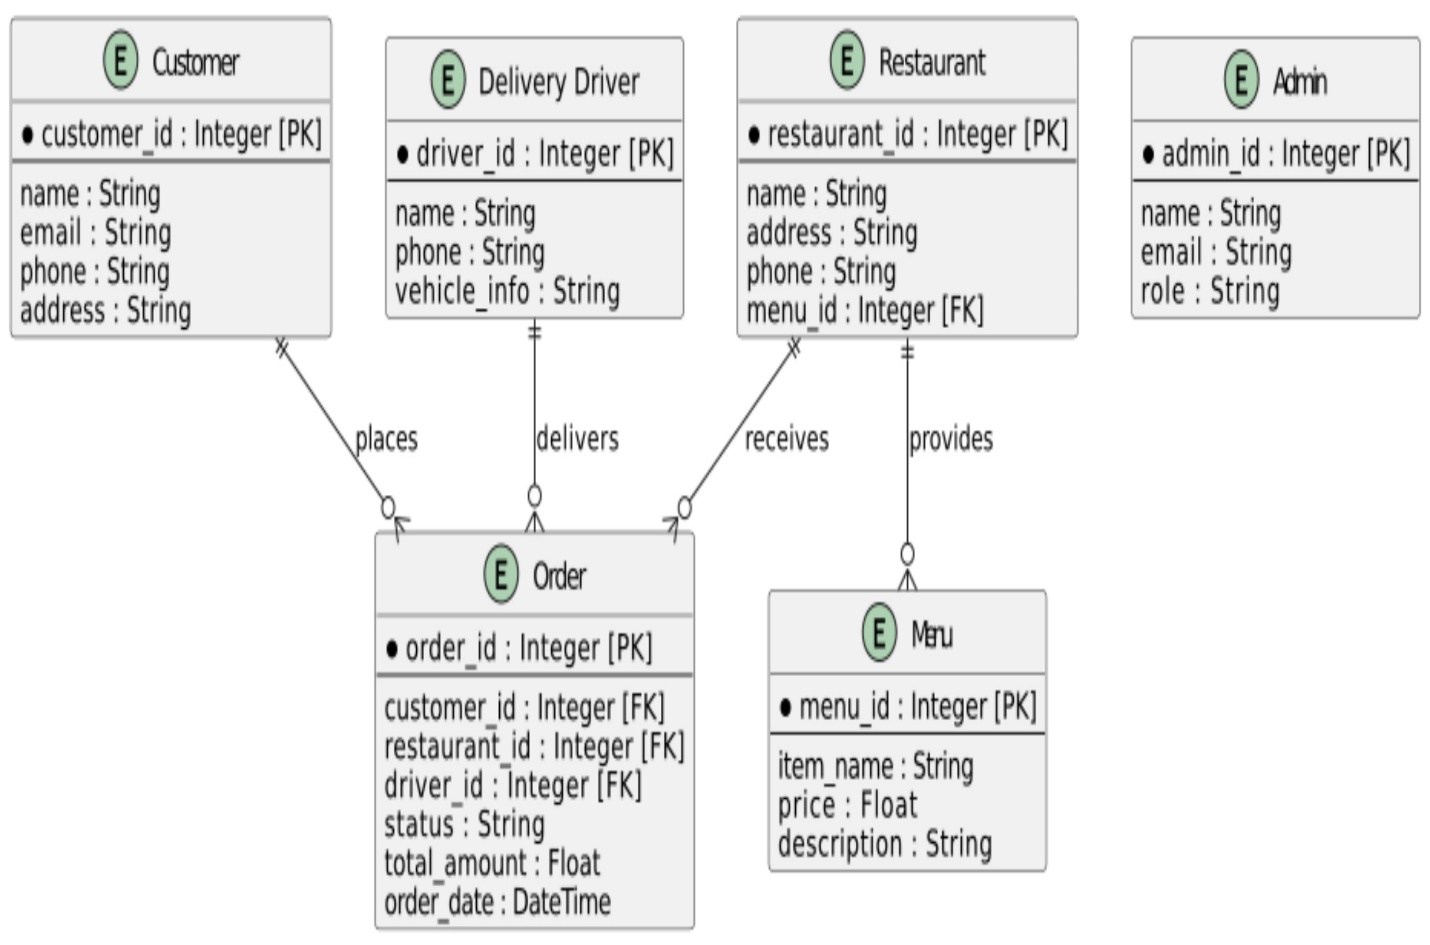 E Customer
● customer_id : Integer [PK]
name : String
email : String
phone : String
address : String
E Delivery Driver
● driver_id : Integer [PK]
name : String
phone : String
vehicle_info : String
E Restaurant
● restaurant_id : Integer [PK]
name : String
address : String
phone : String
menu_id : Integer [FK]
E Admin
● admin_id : Integer [PK]
name : String
email : String
role : String
places
delivers
receives
provides
E Order
● order_id : Integer [PK]
customer_id : Integer [FK]
restaurant_id : Integer [FK]
driver_id : Integer [FK]
status : String
total_amount : Float
order_date : DateTime
E Menu
● menu_id : Integer [PK]
item_name : String
price : Float
description : String